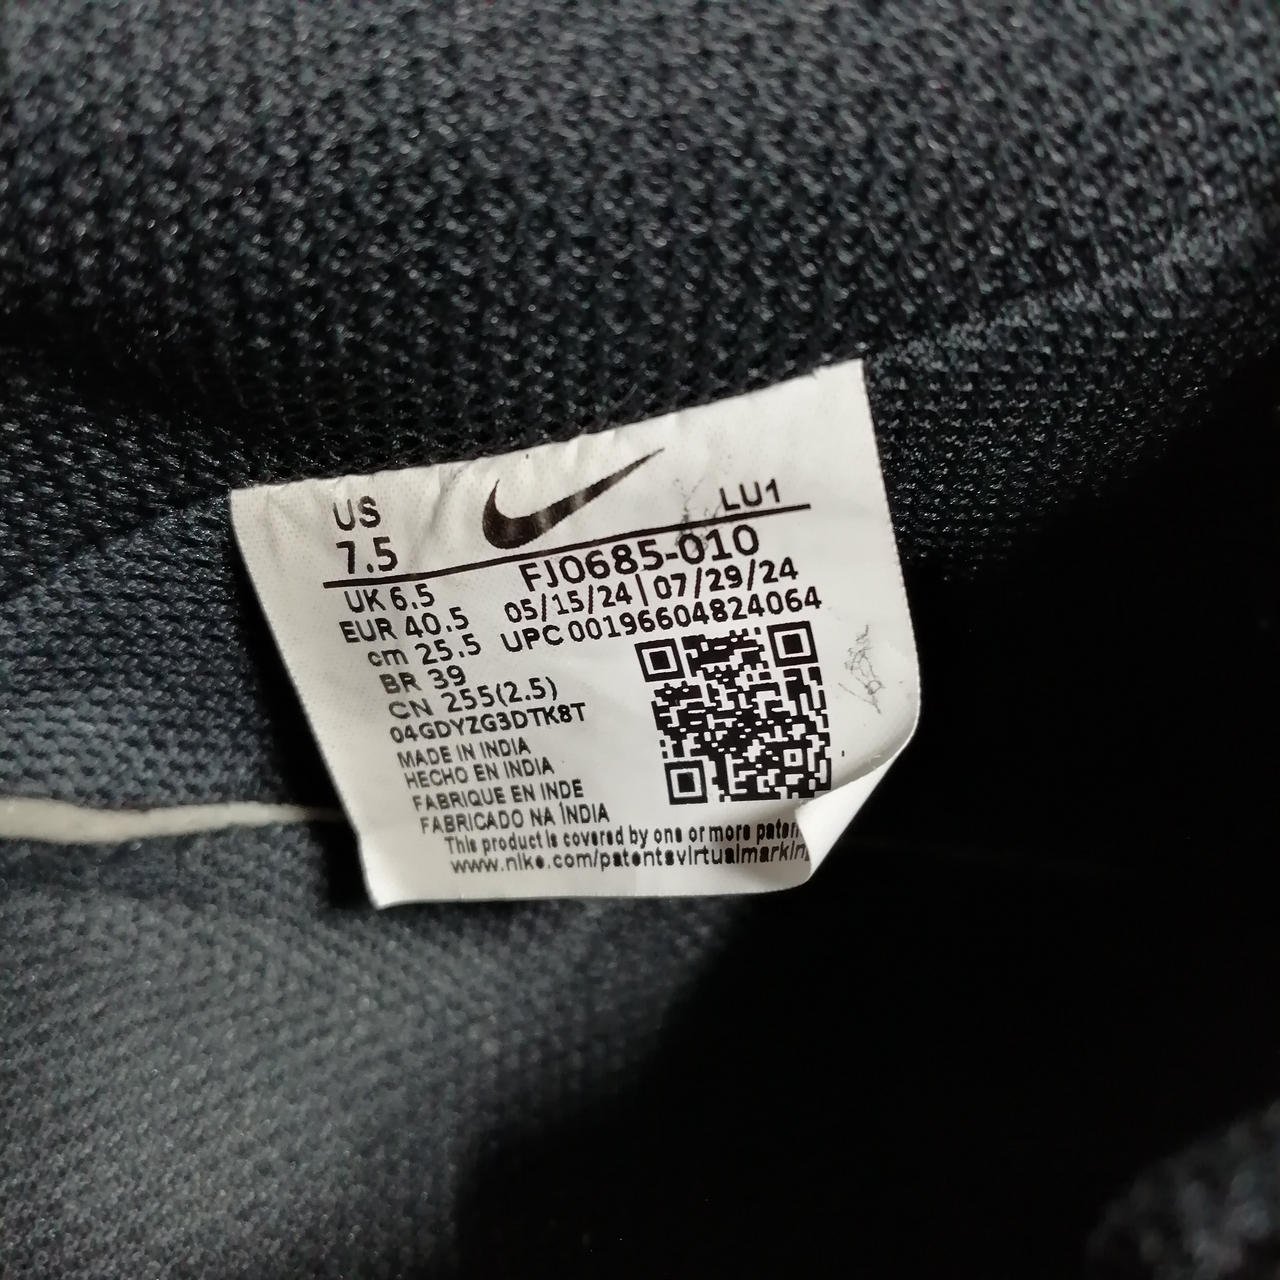 US LU1
7.5 FJ0685-010
UK 6.5 05/15/24 | 07/29/24
EUR 40.5 UPC 00196604824064
cm 25.5
BR 39
CN 255(2.5)
04GDYZG3DTK8T
MADE IN INDIA
HECHO EN INDIA
FABRIQUE EN INDE
FABRICADO NA ÍNDIA
This product is covered by one or more paten
www.nike.com/patentsvirtualmarkin